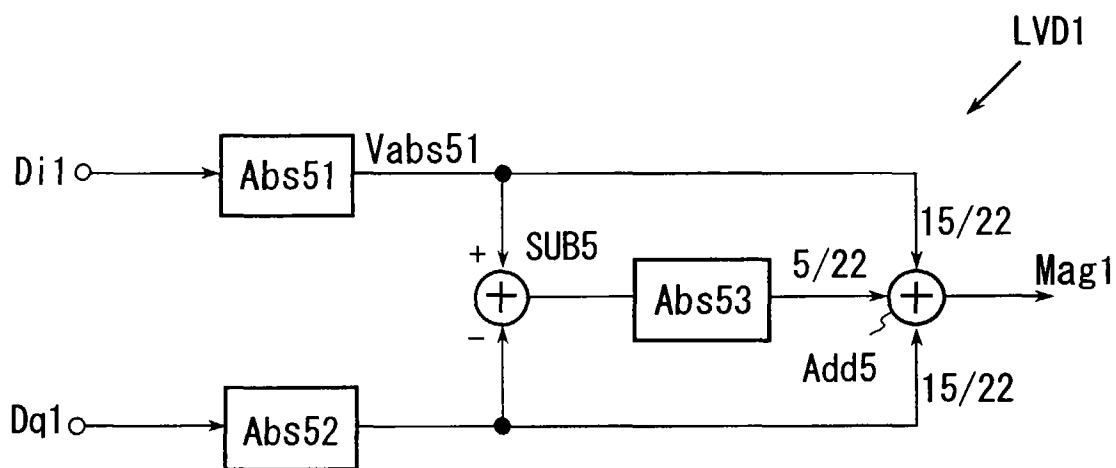 LVD1
Di1
Abs51
Vabs51
15/22
+
SUB5
5/22
Mag1
Abs53
-
Add5
15/22
Dq1
Abs52